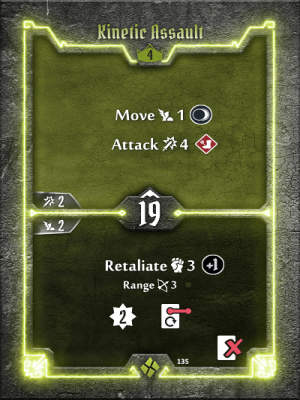 Kinetic Assault
4
Move 1
Attack 4
2
19
2
Retaliate 3 +1
Range 3
2
135